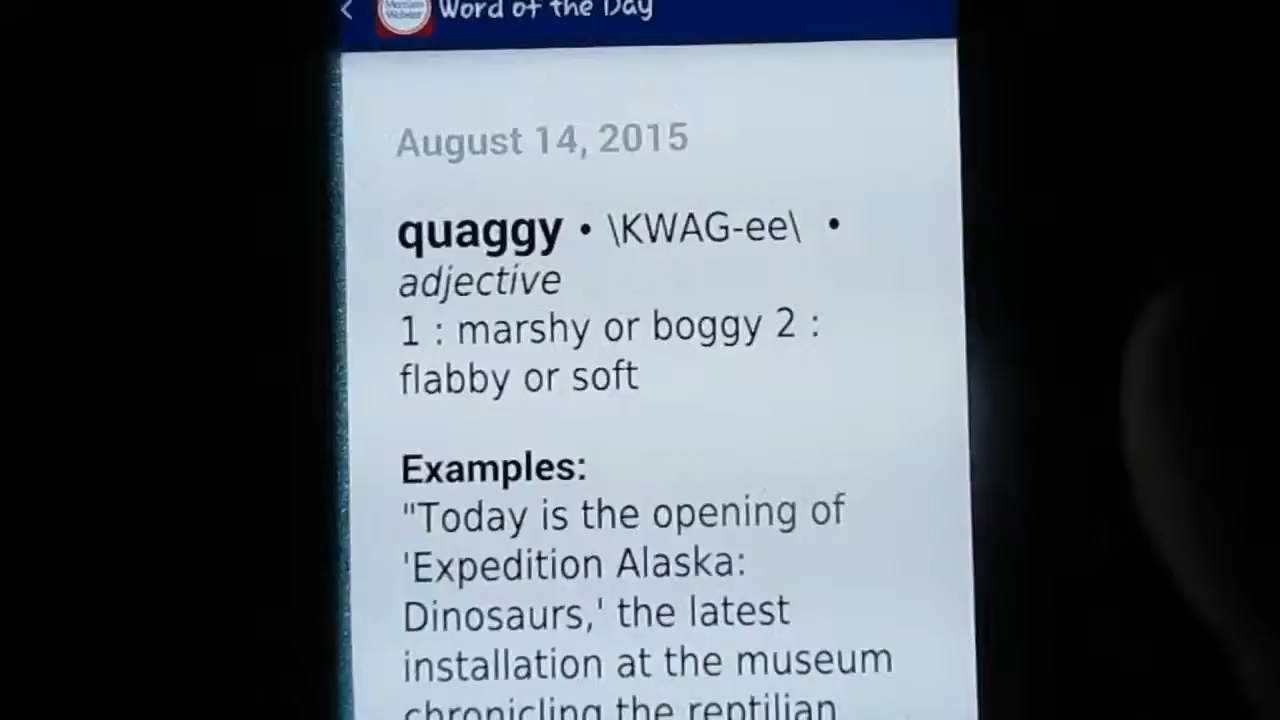 Word of the Day
August 14, 2015
quaggy • \KWAG-ee\ •
adjective
1 : marshy or boggy 2 :
flabby or soft
Examples:
"Today is the opening of
'Expedition Alaska:
Dinosaurs,' the latest
installation at the museum
chronicling the reptilian